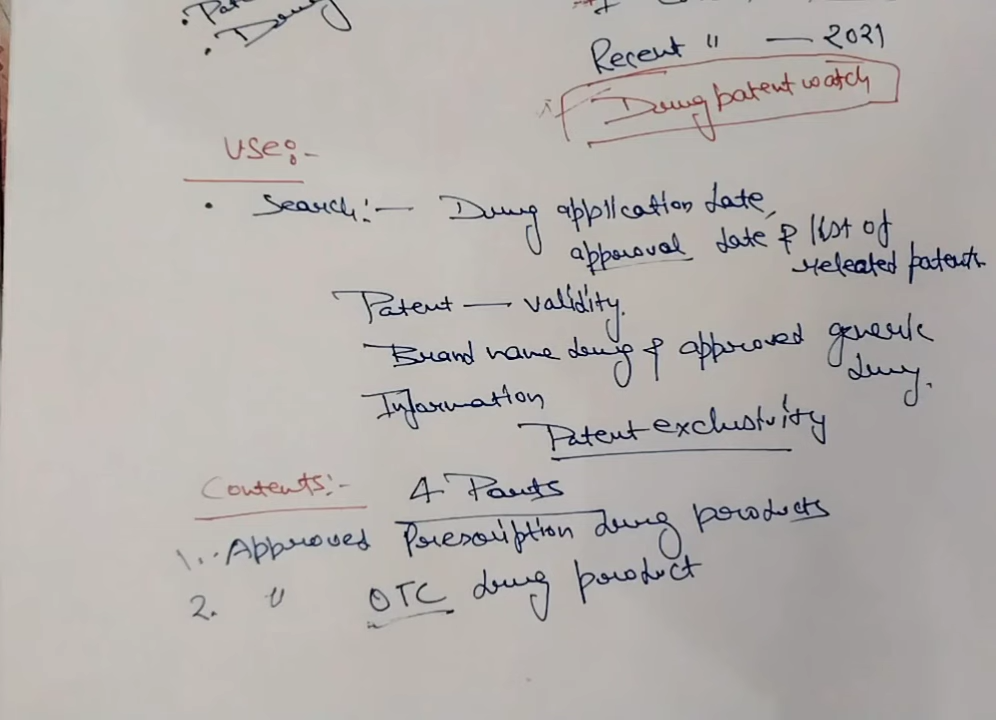 • Drug
Recent " — 2021
Drug patent watch
Use:-
• Search:- Drug application date,
approval date & list of
releated patents
Patent — validity.
Brand name drug & approved generic
drug.
Information
Patent exclusivity
Contents:- 4 Parts
1. Approved Prescription drug products
2. " OTC drug product